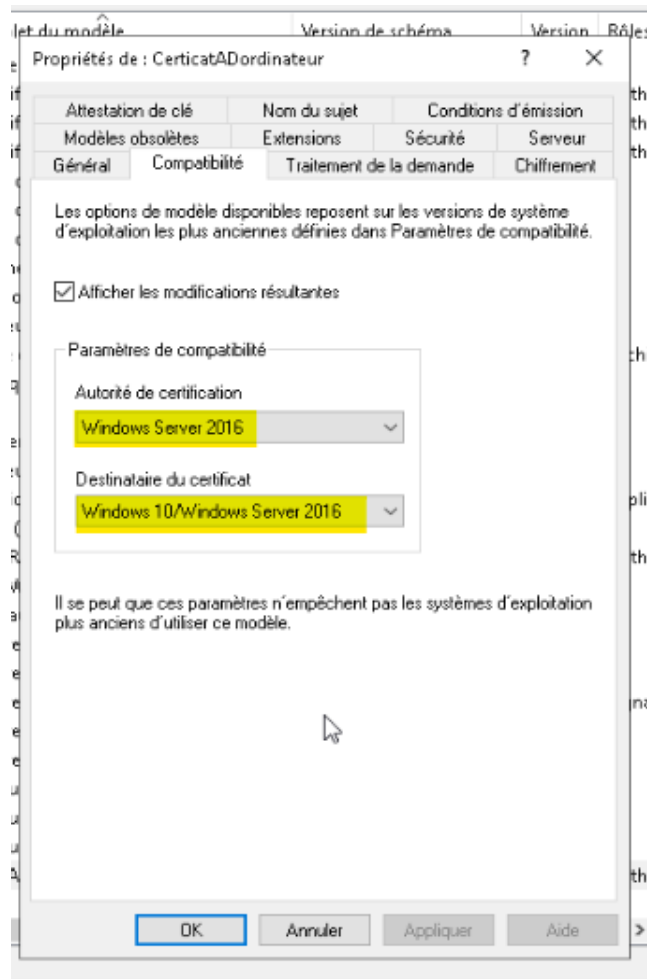 let du modèle Version de schéma Version Rôles
Propriétés de : CerticatADordinateur ? ×
Attestation de clé Nom du sujet Conditions d'émission
Modèles obsolètes Extensions Sécurité Serveur
Général Compatibilité Traitement de la demande Chiffrement
Les options de modèle disponibles reposent sur les versions de système
d'exploitation les plus anciennes définies dans Paramètres de compatibilité.
Afficher les modifications résultantes
Paramètres de compatibilité
Autorité de certification
Windows Server 2016
Destinataire du certificat
Windows 10/Windows Server 2016
Il se peut que ces paramètres n'empêchent pas les systèmes d'exploitation
plus anciens d'utiliser ce modèle.
OK Annuler Appliquer Aide